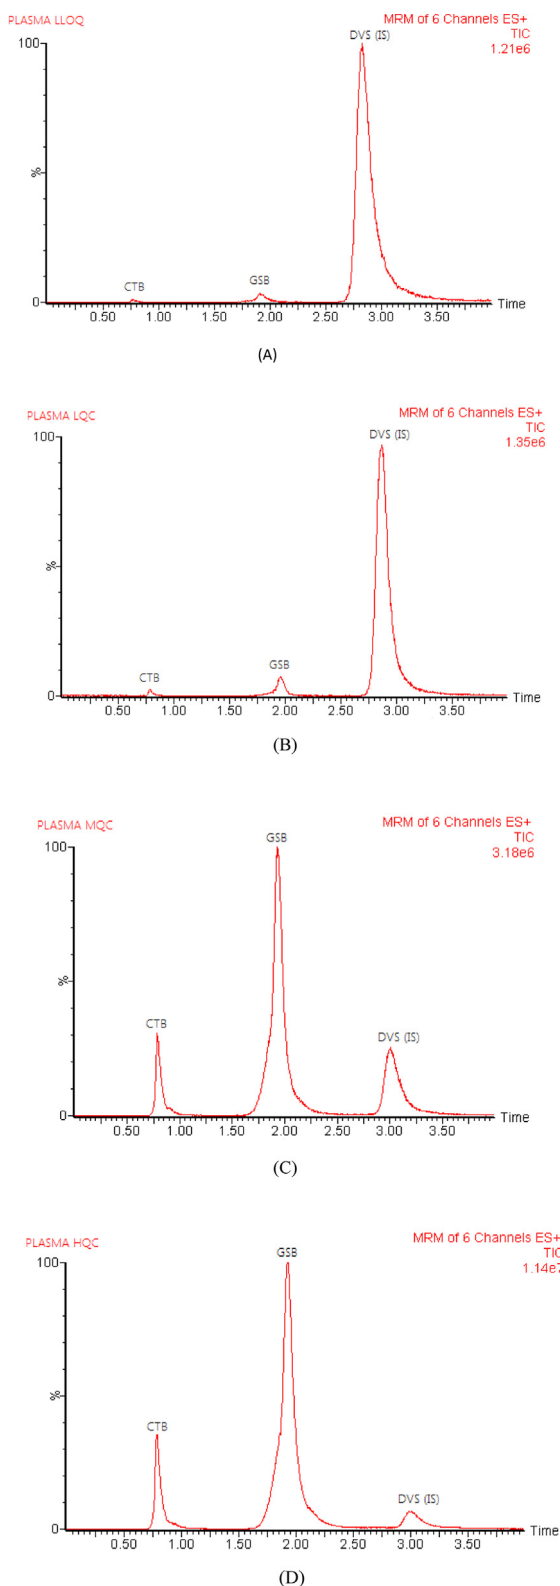 PLASMA LLOQ
MRM of 6 Channels ES+
TIC
1.21e6
DVS (IS)
100
%
CTB
GSB
0
0.50 1.00 1.50 2.00 2.50 3.00 3.50
Time
(A)
PLASMA LQC
MRM of 6 Channels ES+
TIC
1.35e6
DVS (IS)
100
%
CTB
GSB
0
0.50 1.00 1.50 2.00 2.50 3.00 3.50
Time
(B)
PLASMA MQC
MRM of 6 Channels ES+
TIC
3.18e6
GSB
100
%
CTB
DVS (IS)
0
0.50 1.00 1.50 2.00 2.50 3.00 3.50
Time
(C)
PLASMA HQC
MRM of 6 Channels ES+
TIC
1.14e7
GSB
100
%
CTB
DVS (IS)
0
0.50 1.00 1.50 2.00 2.50 3.00 3.50
Time
(D)